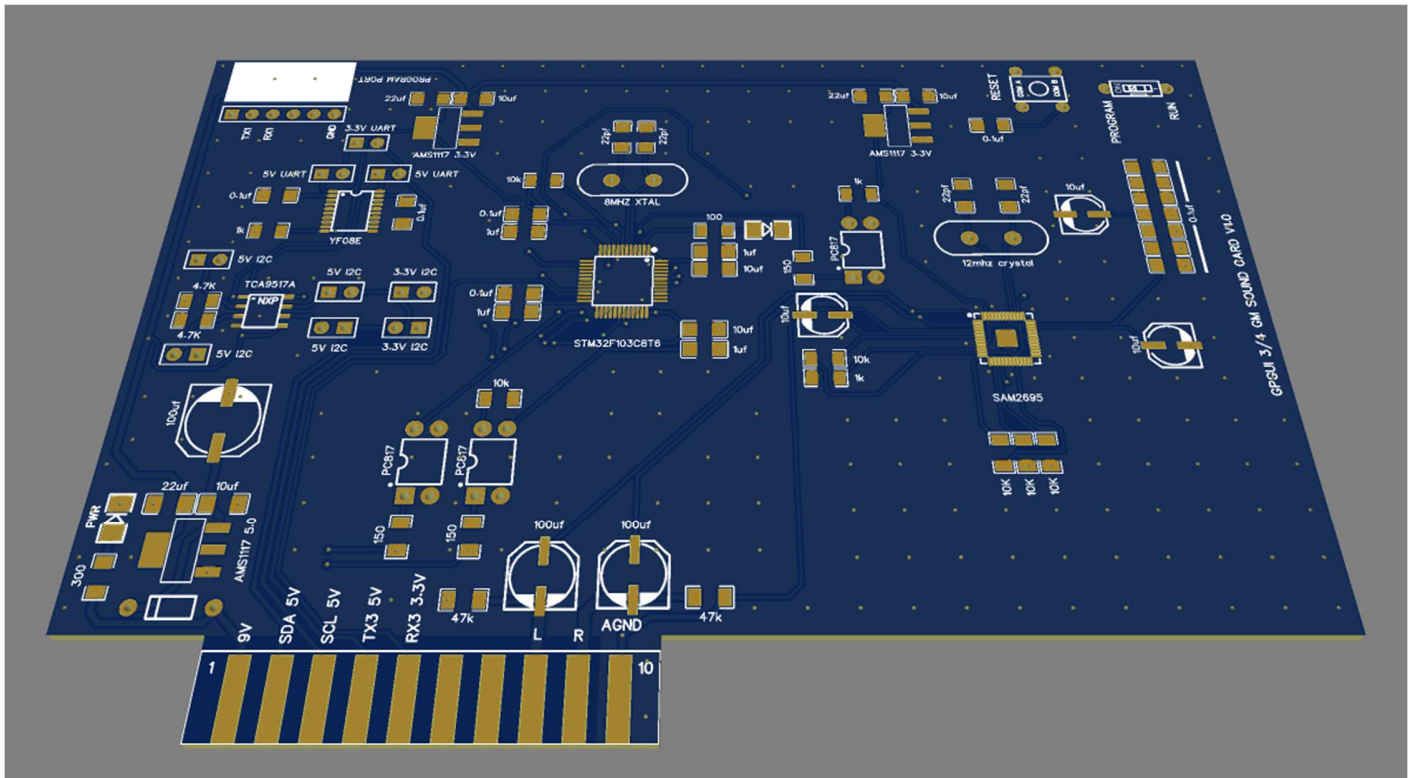 PROGRAM PORT
TX1
RX1
GND
3.3V UART
5V UART
5V UART
0.1uf
0.1uf
YF08E
1k
5V I2C
TCA9517A
NXP
4.7K
4.7K
5V I2C
5V I2C
3.3V I2C
5V I2C
3.3V I2C
22uf
10uf
AMS1117 3.3V
22pf
22pf
8MHZ XTAL
10k
0.1uf
1uf
100
1uf
10uf
0.1uf
1uf
STM32F103C8T6
10uf
1uf
22uf
10uf
AMS1117 3.3V
RESET
COM A
COM B
0.1uf
ON
PROGRAM
RUN
1k
PC817
150
22pf
22pf
12mhz crystal
10uf
0.1uf
10uf
10k
1k
SAM2695
10uf
10K
10K
10K
GPGUI 3/4 GM SOUND CARD V1.0
100uf
10k
PC817
PC817
150
150
PWR
22uf
10uf
AMS1117 5.0
300
100uf
100uf
47k
47k
9V
SDA 5V
SCL 5V
TX3 5V
RX3 3.3V
L
R
AGND
1
10